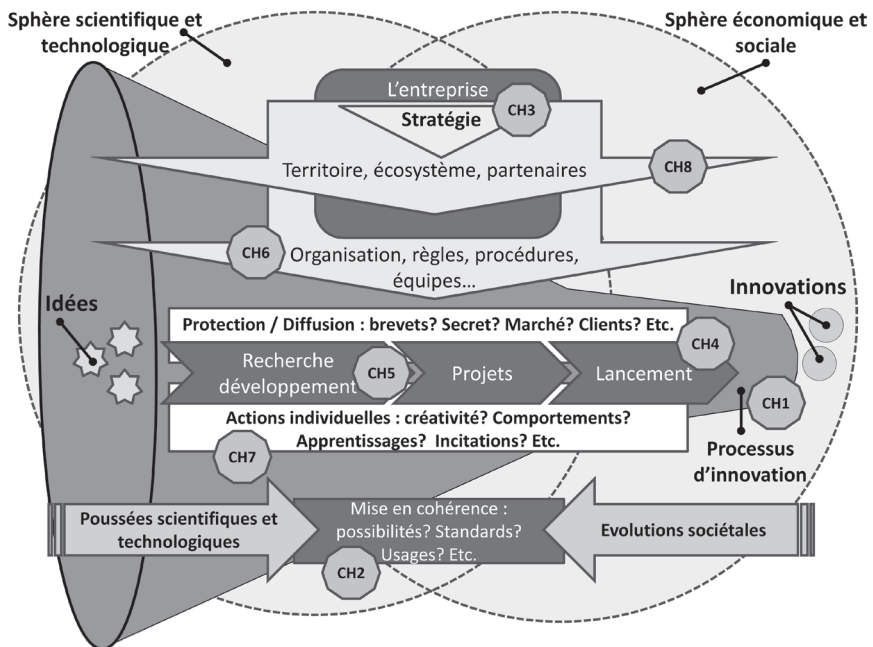 Sphère scientifique et
technologique
Sphère économique et
sociale
L'entreprise
Stratégie
CH3
Territoire, écosystème, partenaires
CH8
CH6
Organisation, règles, procédures,
équipes...
Idées
Innovations
Protection / Diffusion : brevets? Secret? Marché? Clients? Etc.
CH4
Recherche
développement
CH5
Projets
Lancement
CH1
Actions individuelles : créativité? Comportements?
Apprentissages? Incitations? Etc.
CH7
Processus
d'innovation
Poussées scientifiques et
technologiques
Mise en cohérence :
possibilités? Standards?
Usages? Etc.
CH2
Evolutions sociétales